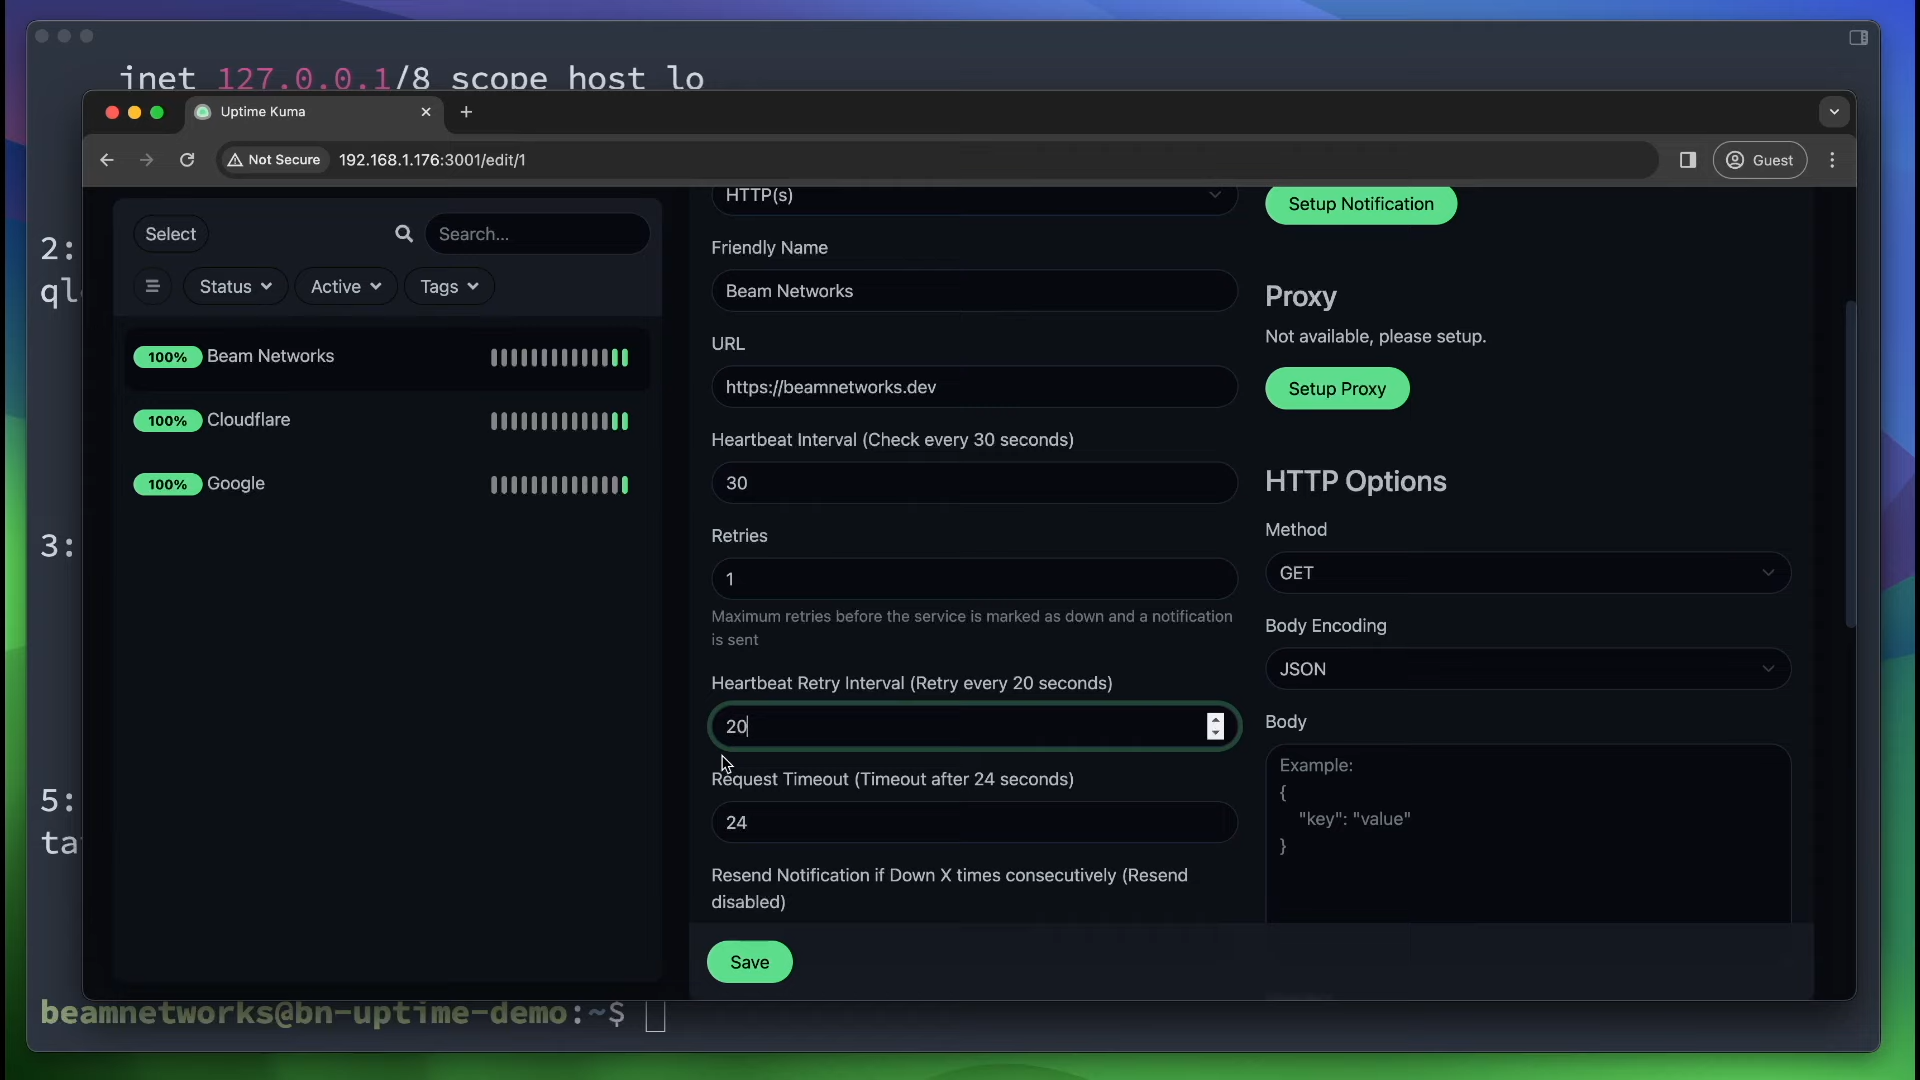 inet 127.0.0.1/8 scope host lo
Uptime Kuma
Not Secure 192.168.1.176:3001/edit/1
Guest
Select
Search...
Status
Active
Tags
100% Beam Networks
100% Cloudflare
100% Google
HTTP(s)
Friendly Name
Beam Networks
URL
https://beamnetworks.dev
Heartbeat Interval (Check every 30 seconds)
30
Retries
1
Maximum retries before the service is marked as down and a notification
is sent
Heartbeat Retry Interval (Retry every 20 seconds)
20
Request Timeout (Timeout after 24 seconds)
24
Resend Notification if Down X times consecutively (Resend
disabled)
Save
Setup Notification
Proxy
Not available, please setup.
Setup Proxy
HTTP Options
Method
GET
Body Encoding
JSON
Body
Example:
{
"key": "value"
}
2:
3:
5:
beamnetworks@bn-uptime-demo:~$